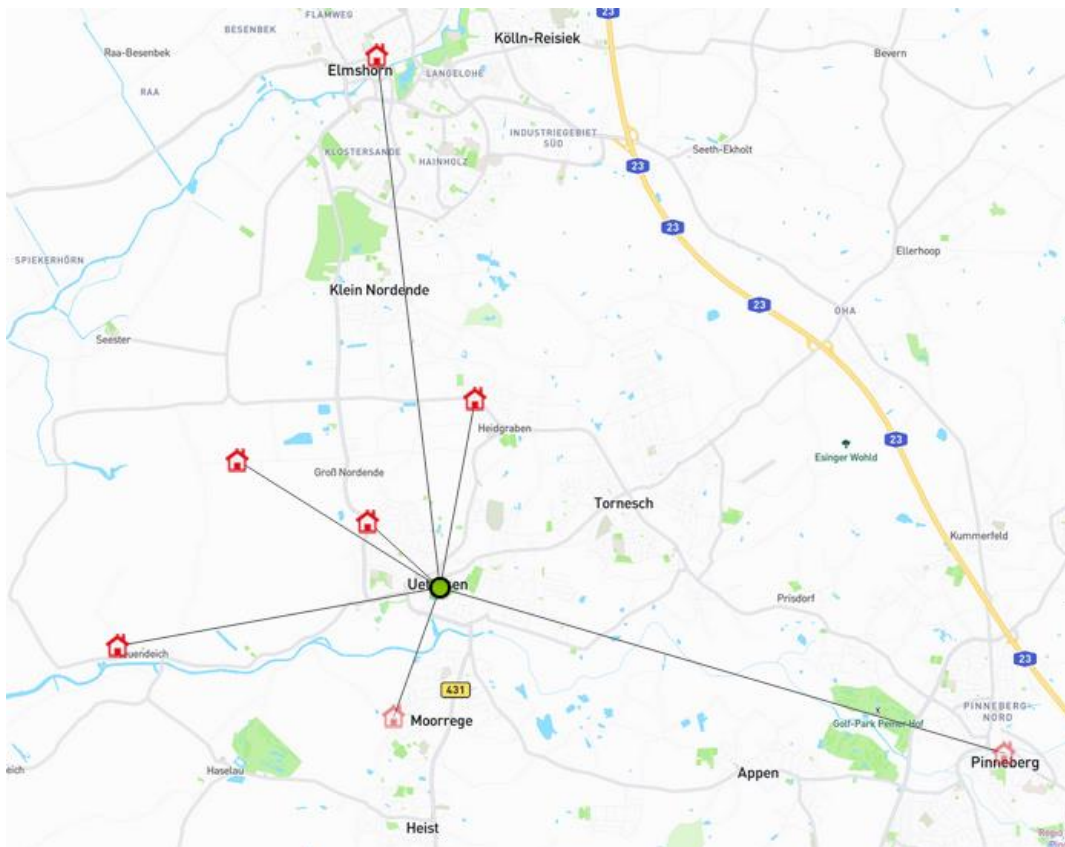 FLAMWEG
23
BESENBEK
Kölln-Reisiek
Raa-Besenbek
Bevern
Elmshorn
LANGELOHE
RAA
INDUSTRIEGEBIET
SÜD
Seeth-Ekholt
KLOSTERSANDE
HAINHOLZ
23
23
Ellerhoop
SPIEKERHÖRN
Klein Nordende
23
OHA
Seester
Heidgraben
23
Esinger Wohld
Groß Nordende
Tornesch
Kummerfeld
Prisdorf
23
431
PINNEBERG-
NORD
Golf-Park Peiner-Hof
Moorrege
Pinneberg
Haselau
Appen
Heist